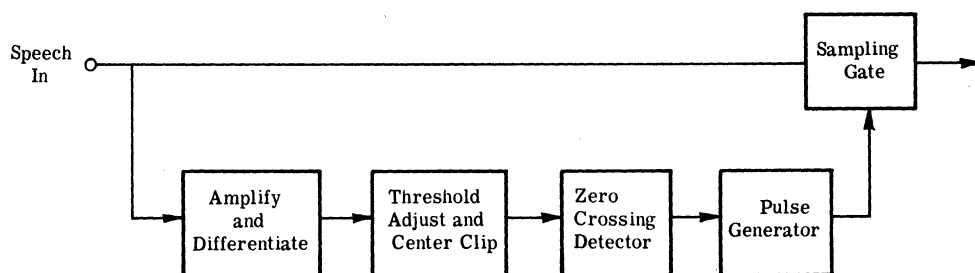 Speech
In
Sampling
Gate
Amplify
and
Differentiate
Threshold
Adjust and
Center Clip
Zero
Crossing
Detector
Pulse
Generator